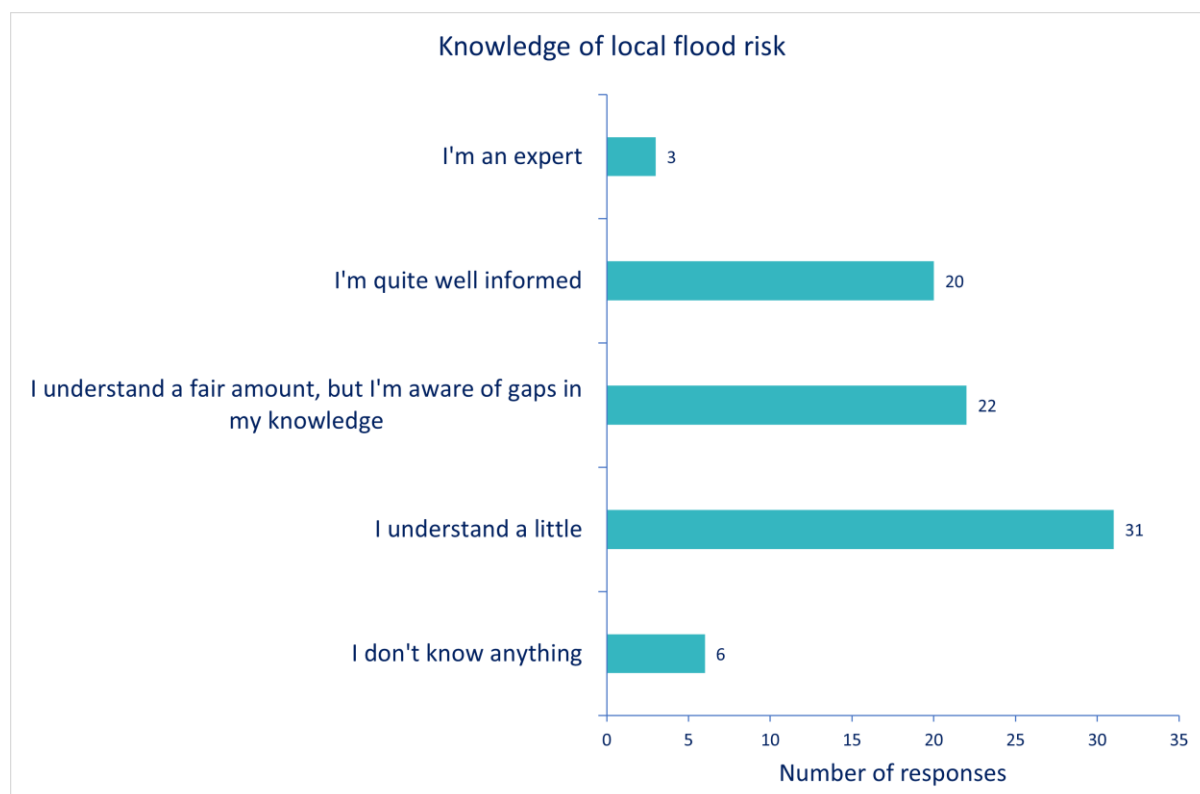 Knowledge of local flood risk
I'm an expert
3
I'm quite well informed
20
I understand a fair amount, but I'm aware of gaps in
my knowledge
22
I understand a little
31
I don't know anything
6
0 5 10 15 20 25 30 35
Number of responses